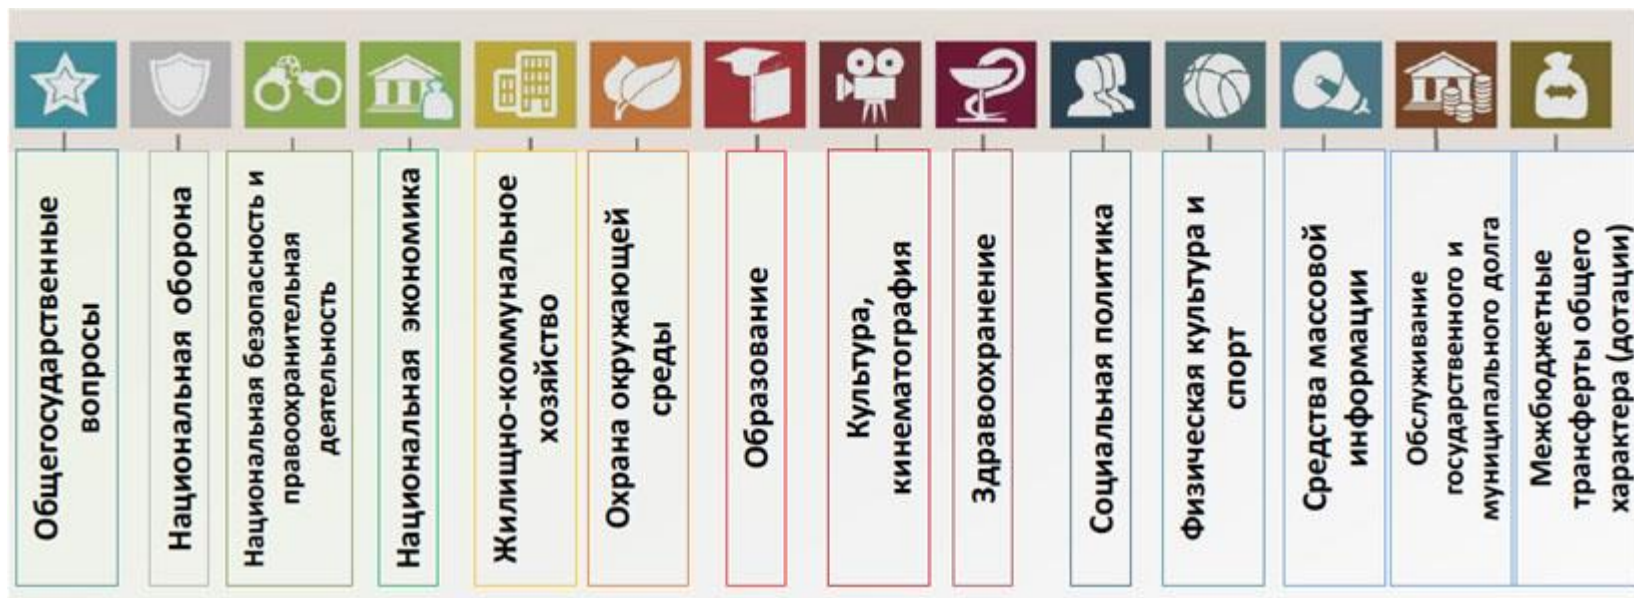 Общегосударственные
вопросы
Национальная оборона
Национальная безопасность и
правоохранительная
деятельность
Национальная экономика
Жилищно-коммунальное
хозяйство
Охрана окружающей
среды
Образование
Культура,
кинематография
Здравоохранение
Социальная политика
Физическая культура и
спорт
Средства массовой
информации
Обслуживание
государственного и
муниципального долга
Межбюджетные
трансферты общего
характера (дотации)